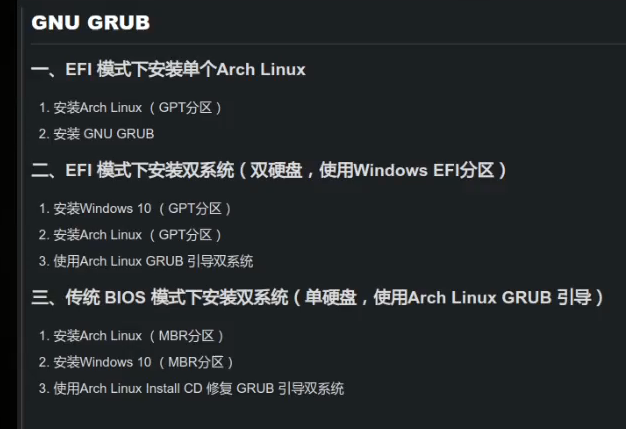 GNU GRUB
一、EFI 模式下安装单个Arch Linux
1. 安装Arch Linux （GPT分区）
2. 安装 GNU GRUB
二、EFI 模式下安装双系统（双硬盘，使用Windows EFI分区）
1. 安装Windows 10 （GPT分区）
2. 安装Arch Linux （GPT分区）
3. 使用Arch Linux GRUB 引导双系统
三、传统 BIOS 模式下安装双系统（单硬盘，使用Arch Linux GRUB 引导）
1. 安装Arch Linux （MBR分区）
2. 安装Windows 10 （MBR分区）
3. 使用Arch Linux Install CD 修复 GRUB 引导双系统